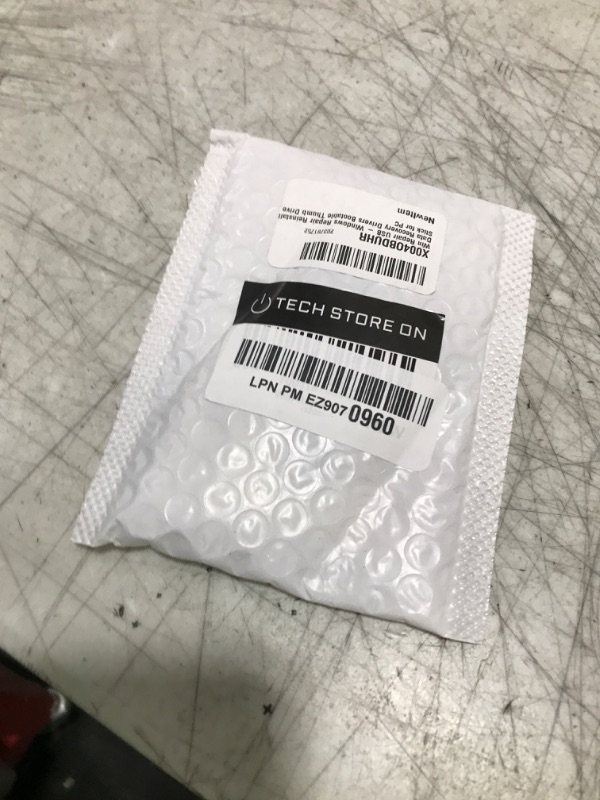 X004OBDUHR
Win Repair USB – Windows Repair Reinstall
Data Recovery Drivers Bootable Thumb Drive
Stick for PC
NewItem
TECH STORE ON
LPN PM EZ907 0960